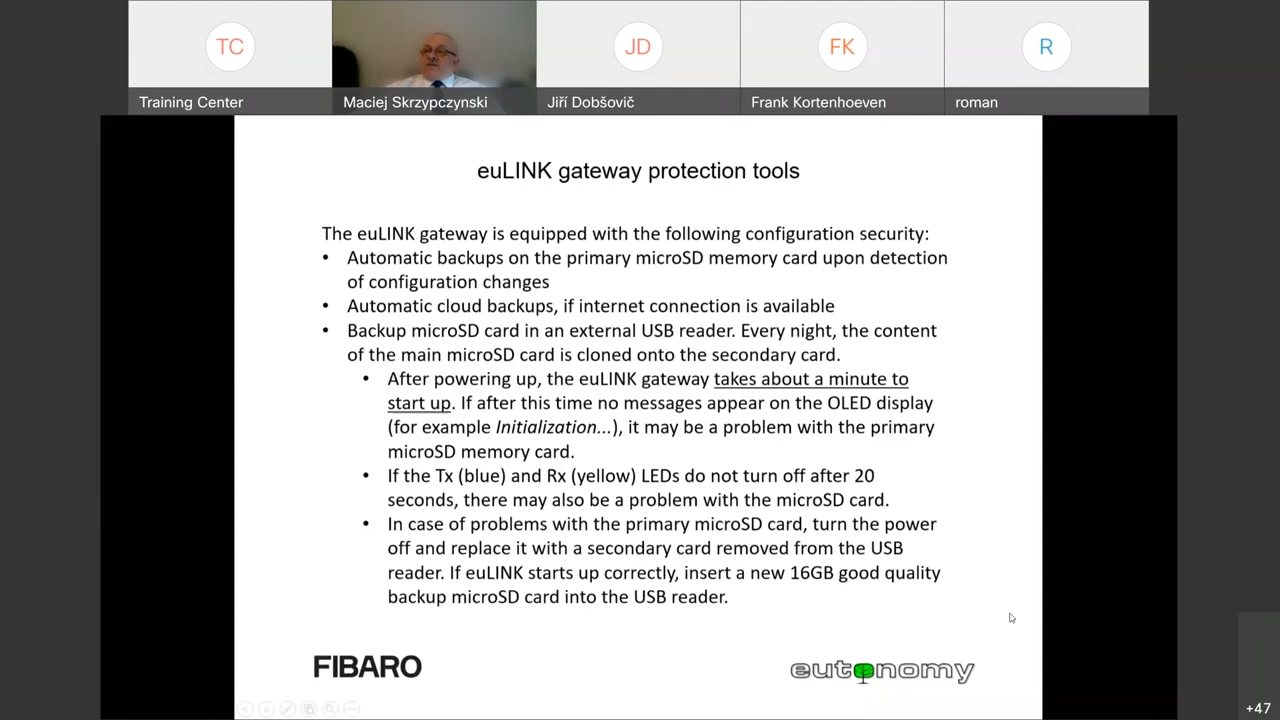 TC
JD
FK
R
Training Center
Maciej Skrzypczynski
Jiří Dobšovič
Frank Kortenhoeven
roman
euLINK gateway protection tools
The euLINK gateway is equipped with the following configuration security:
• Automatic backups on the primary microSD memory card upon detection
of configuration changes
• Automatic cloud backups, if internet connection is available
• Backup microSD card in an external USB reader. Every night, the content
of the main microSD card is cloned onto the secondary card.
• After powering up, the euLINK gateway takes about a minute to
start up. If after this time no messages appear on the OLED display
(for example Initialization...), it may be a problem with the primary
microSD memory card.
• If the Tx (blue) and Rx (yellow) LEDs do not turn off after 20
seconds, there may also be a problem with the microSD card.
• In case of problems with the primary microSD card, turn the power
off and replace it with a secondary card removed from the USB
reader. If euLINK starts up correctly, insert a new 16GB good quality
backup microSD card into the USB reader.
FIBARO
eutonomy
+47